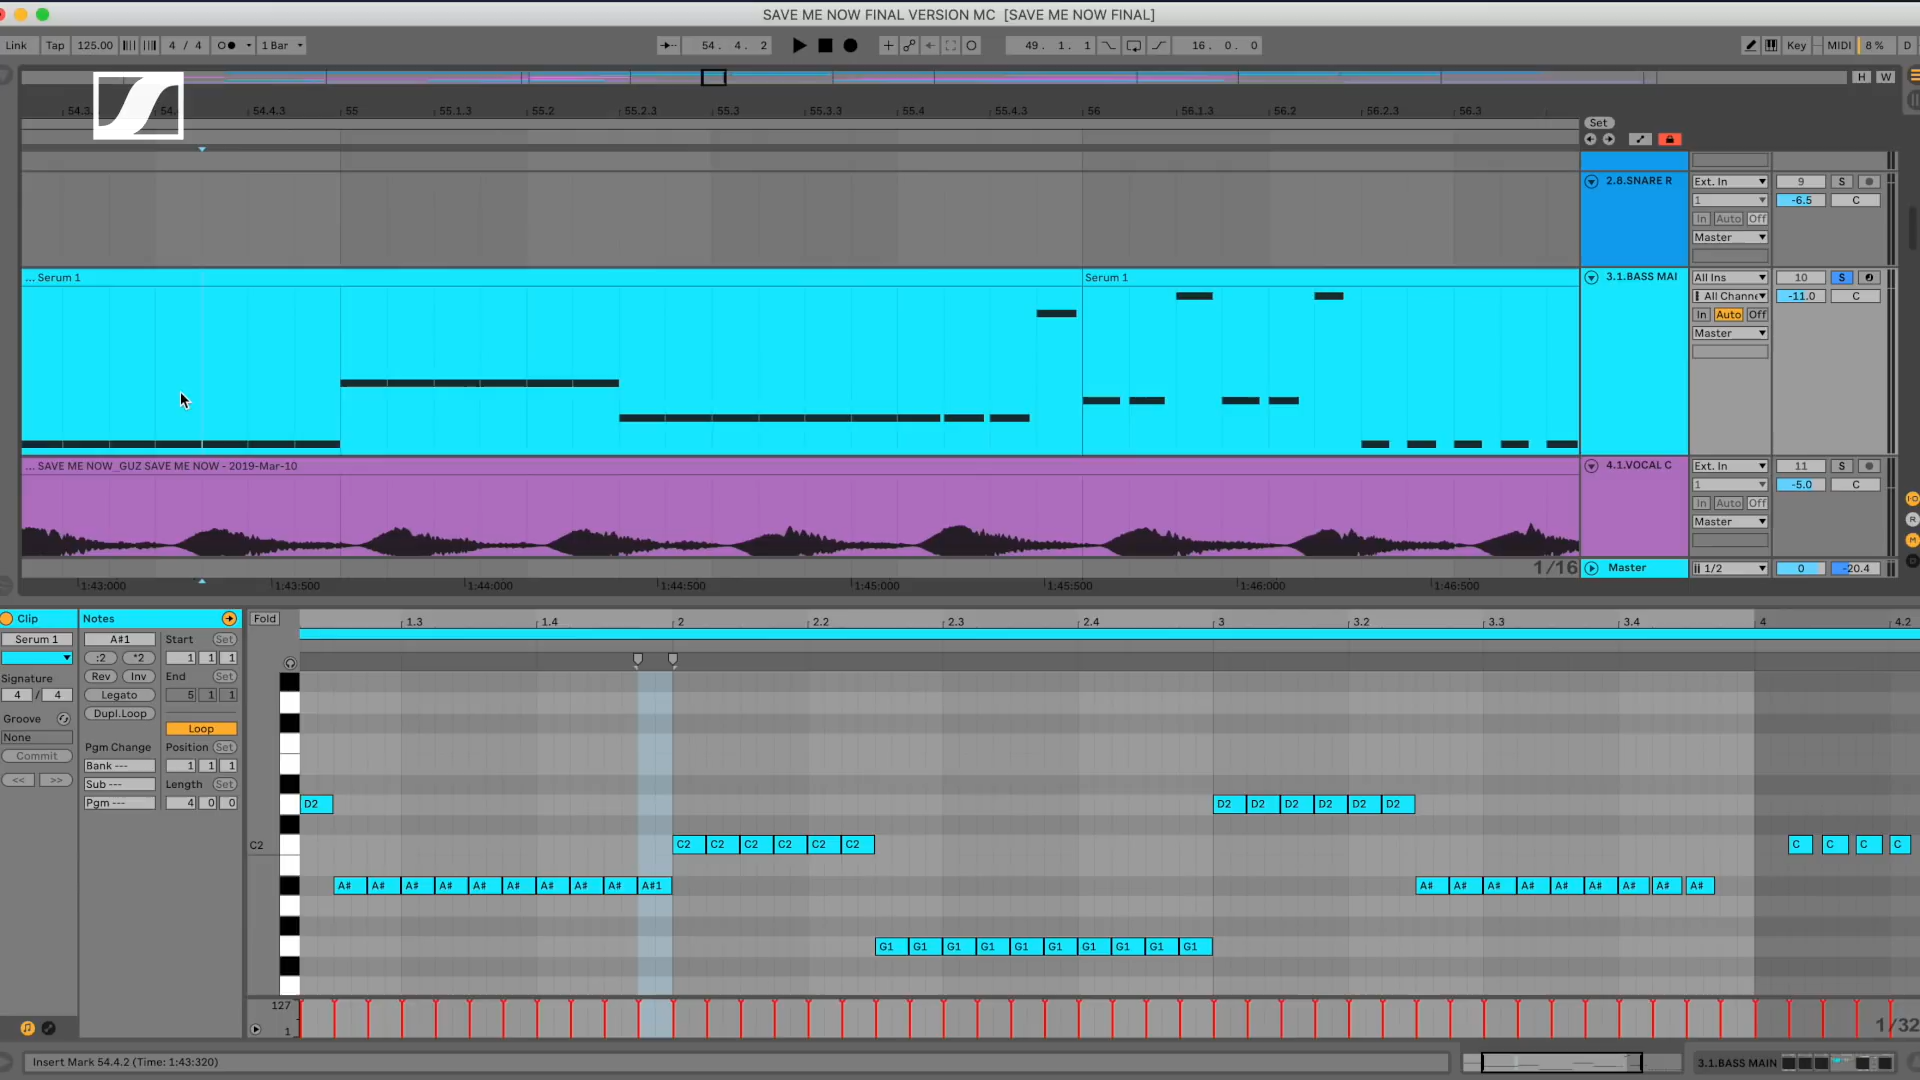 SAVE ME NOW FINAL VERSION MC [SAVE ME NOW FINAL]
Link Tap 125.00 4 / 4 1 Bar 54. 4. 2 49. 1. 1 16. 0. 0 Key MIDI 8 % D
H W
54.3. 54.4.3 55 55.1.3 55.2 55.2.3 55.3 55.3.3 55.4 55.4.3 56 56.1.3 56.2 56.2.3 56.3
Set
2.8.SNARE R Ext. In 9 S
1 -6.5 C
In Auto Off
Master
... Serum 1 Serum 1 3.1.BASS MAI All Ins 10 S
All Channe -11.0 C
In Auto Off
Master
... SAVE ME NOW_GUZ SAVE ME NOW - 2019-Mar-10 4.1.VOCAL C Ext. In 11 S
1 -5.0 C
In Auto Off
Master
1/16 Master 1/2 0 -20.4
1:43:000 1:43:500 1:44:000 1:44:500 1:45:000 1:45:500 1:46:000 1:46:500
Clip Notes Fold 1.3 1.4 2 2.2 2.3 2.4 3 3.2 3.3 3.4 4 4.2
Serum 1 A#1 Start Set
:2 *2 1 1 1
Signature Rev Inv End Set
4 / 4 Legato 5 1 1
Groove Dupl.Loop
None Loop
Commit Pgm Change Position Set
<< >> Bank --- 1 1 1
Sub --- Length Set
Pgm --- 4 0 0
D2 D2 D2 D2 D2 D2 D2
C2 C2 C2 C2 C2 C2 C2 C C C C
A# A# A# A# A# A# A# A# A# A#1 A# A# A# A# A# A# A# A# A#
G1 G1 G1 G1 G1 G1 G1 G1 G1 G1
127
1 1/32
Insert Mark 54.4.2 (Time: 1:43:320) 3.1.BASS MAIN